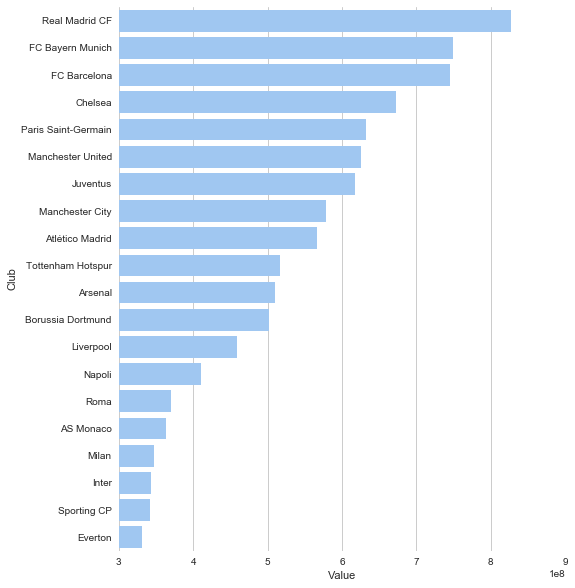 Real Madrid CF
FC Bayern Munich
FC Barcelona
Chelsea
Paris Saint-Germain
Manchester United
Juventus
Manchester City
Atlético Madrid
Tottenham Hotspur
Arsenal
Borussia Dortmund
Liverpool
Napoli
Roma
AS Monaco
Milan
Inter
Sporting CP
Everton
Club
3 4 5 6 7 8 9
1e8
Value